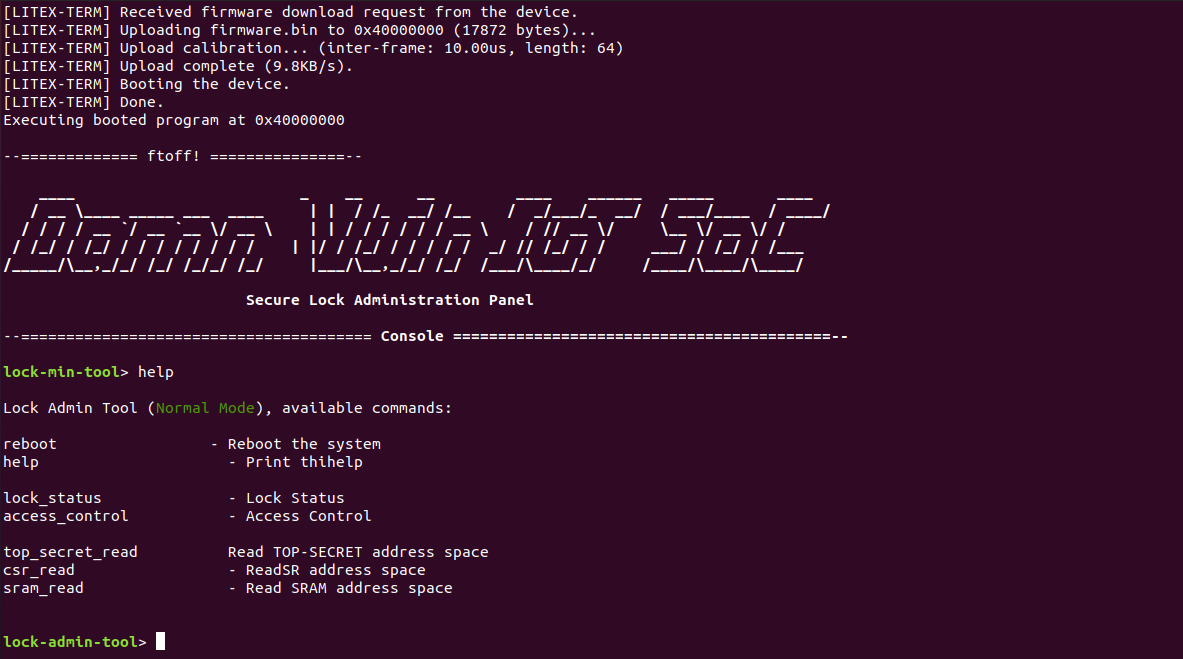 [LITEX-TERM] Received firmware download request from the device.
[LITEX-TERM] Uploading firmware.bin to 0x40000000 (17872 bytes)...
[LITEX-TERM] Upload calibration... (inter-frame: 10.00us, length: 64)
[LITEX-TERM] Upload complete (9.8KB/s).
[LITEX-TERM] Booting the device.
[LITEX-TERM] Done.
Executing booted program at 0x40000000
--============= ftoff! ===============--
Damn Vuln IoT SoC
Secure Lock Administration Panel
--======================================= Console ==========================================--
lock-min-tool> help
Lock Admin Tool (Normal Mode), available commands:
reboot - Reboot the system
help - Print thihelp
lock_status - Lock Status
access_control - Access Control
top_secret_read Read TOP-SECRET address space
csr_read - ReadSR address space
sram_read - Read SRAM address space
lock-admin-tool>